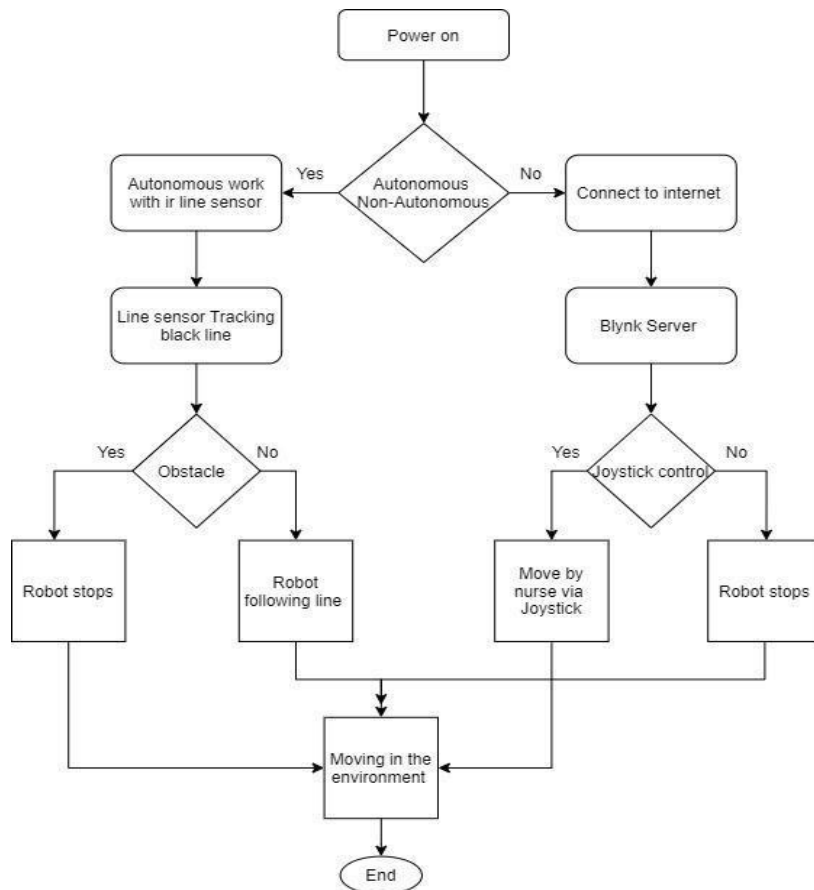 Power on
Yes
No
Autonomous work
with ir line sensor
Autonomous
Non-Autonomous
Connect to internet
Line sensor Tracking
black line
Blynk Server
Yes
No
Yes
No
Obstacle
Joystick control
Robot stops
Robot
following line
Move by
nurse via
Joystick
Robot stops
Moving in the
environment
End